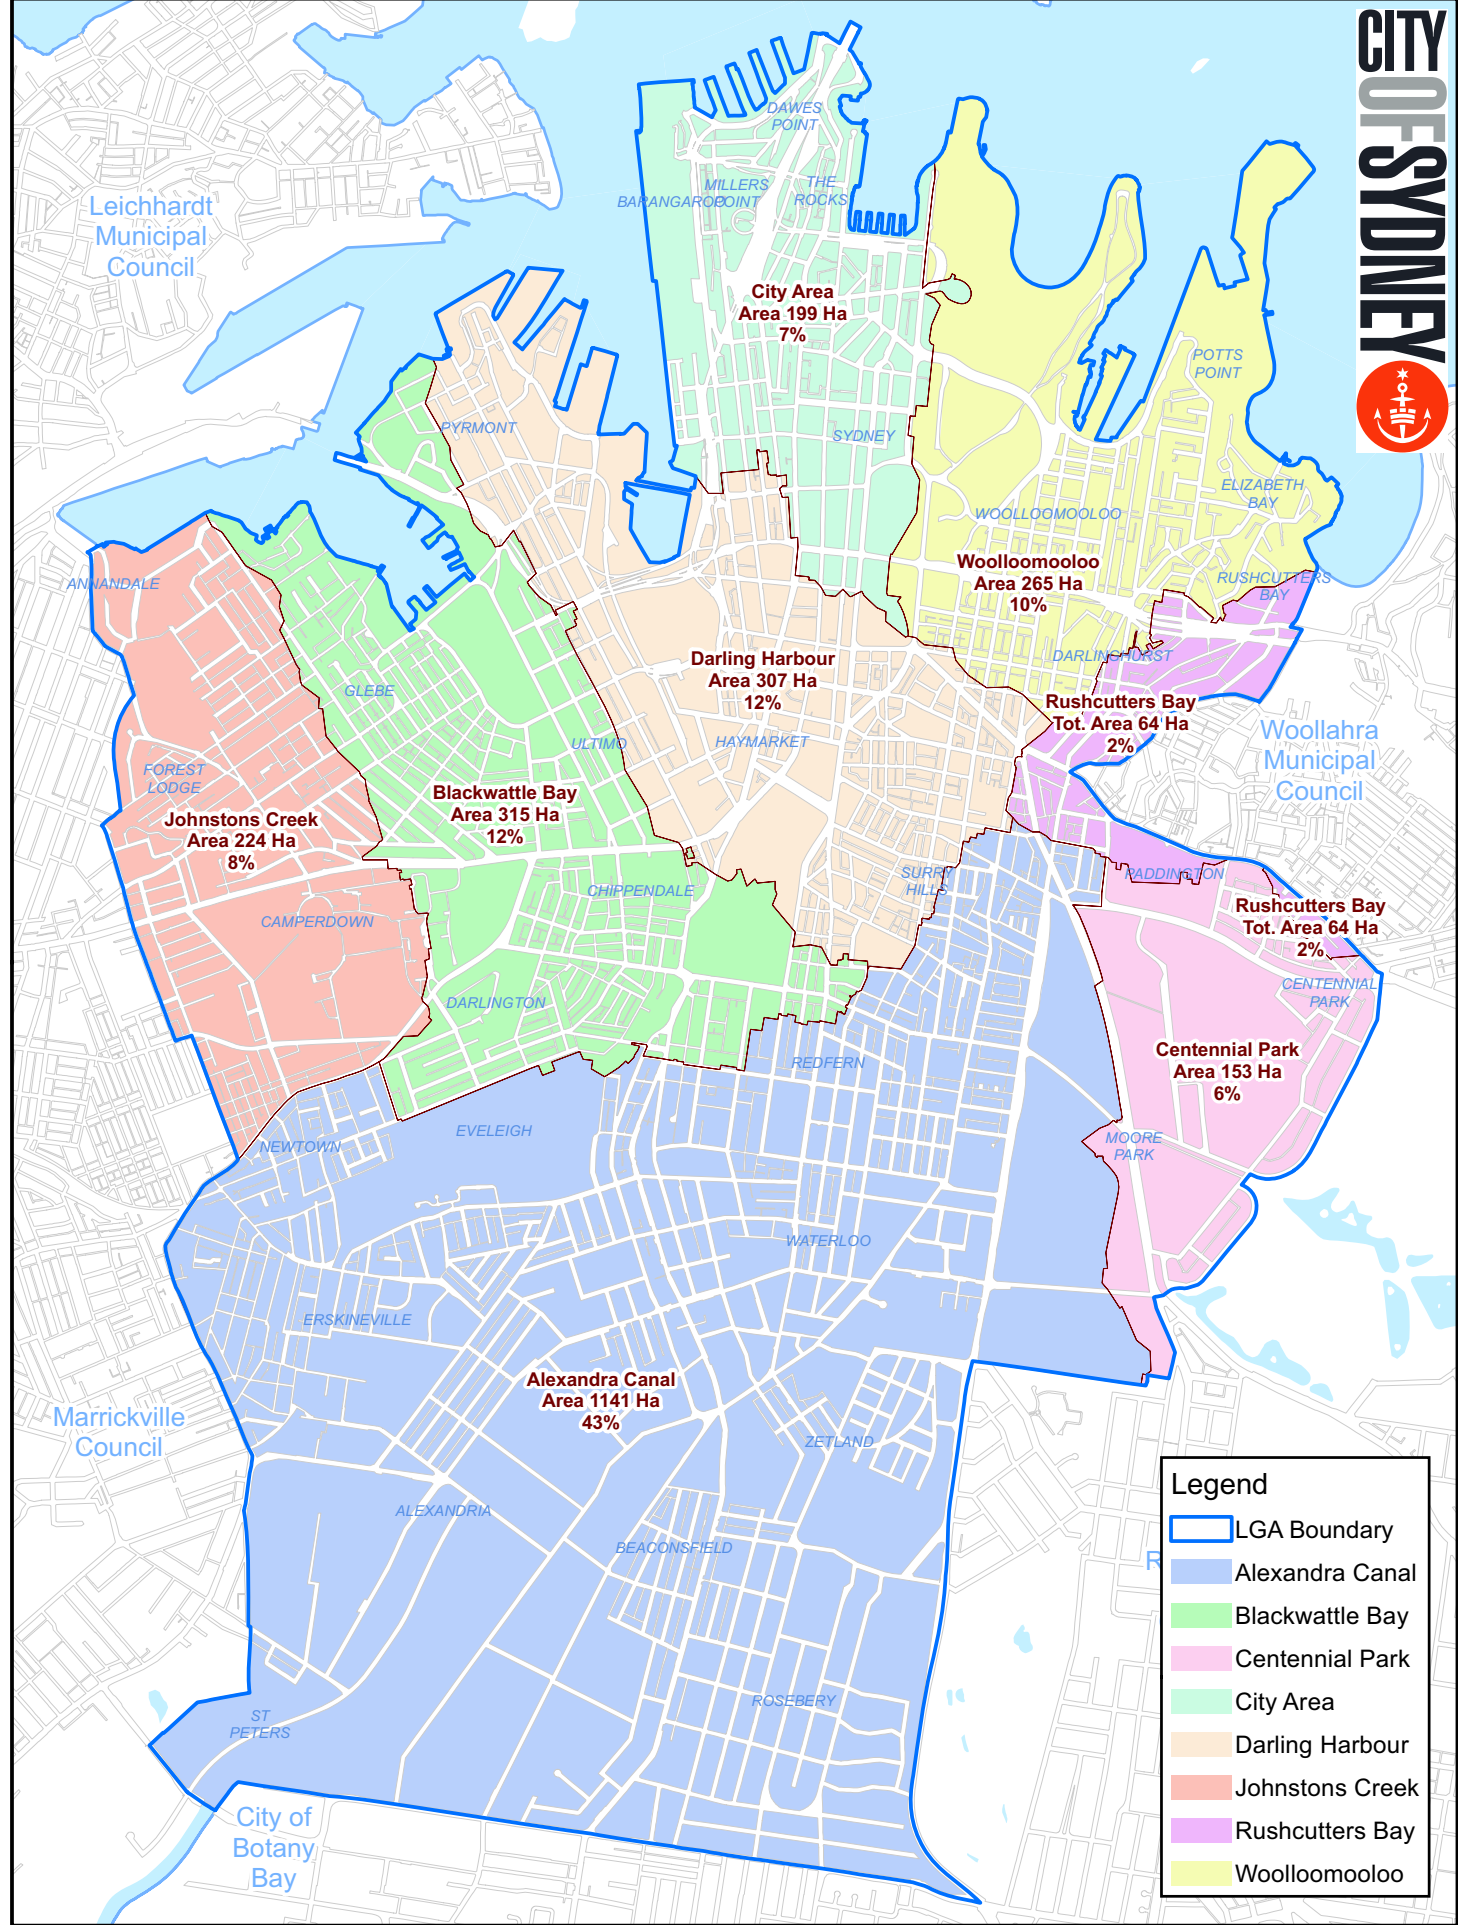 CITY OF SYDNEY
DAWES
POINT
MILLERS
POINT
THE
ROCKS
BARANGAROO
Leichhardt
Municipal
Council
City Area
Area 199 Ha
7%
POTTS
POINT
PYRMONT
SYDNEY
ELIZABETH
BAY
WOOLLOOMOOLOO
Woolloomooloo
Area 265 Ha
10%
ANNANDALE
RUSHCUTTERS
BAY
DARLINGHURST
Darling Harbour
Area 307 Ha
12%
GLEBE
Rushcutters Bay
Tot. Area 64 Ha
2%
Woollahra
Municipal
Council
ULTIMO
HAYMARKET
FOREST
LODGE
Blackwattle Bay
Area 315 Ha
12%
Johnstons Creek
Area 224 Ha
8%
SURRY
HILLS
PADDINGTON
CHIPPENDALE
CAMPERDOWN
Rushcutters Bay
Tot. Area 64 Ha
2%
CENTENNIAL
PARK
DARLINGTON
Centennial Park
Area 153 Ha
6%
REDFERN
EVELEIGH
NEWTOWN
MOORE
PARK
WATERLOO
ERSKINEVILLE
Alexandra Canal
Area 1141 Ha
43%
Marrickville
Council
ZETLAND
ALEXANDRIA
BEACONSFIELD
R
ROSEBERY
ST
PETERS
City of
Botany
Bay
Legend
LGA Boundary
Alexandra Canal
Blackwattle Bay
Centennial Park
City Area
Darling Harbour
Johnstons Creek
Rushcutters Bay
Woolloomooloo